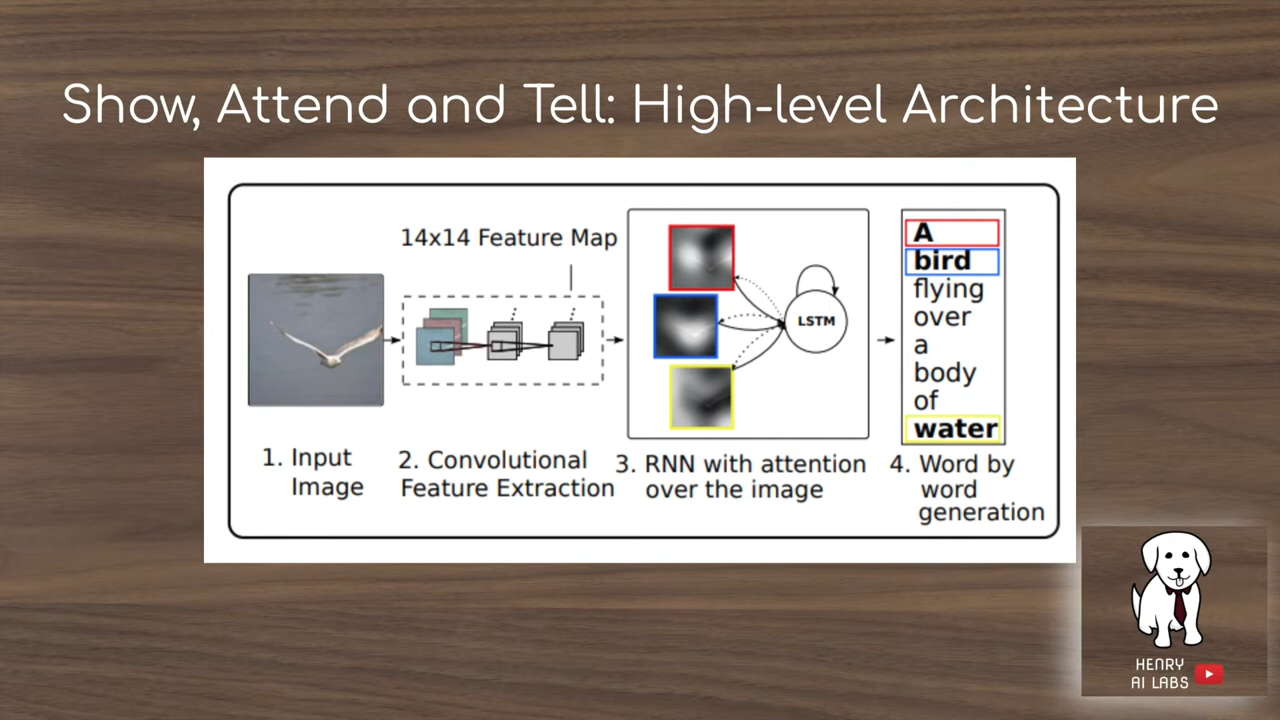 Show, Attend and Tell: High-level Architecture
14x14 Feature Map
LSTM
A
bird
flying
over
a
body
of
water
1. Input
Image
2. Convolutional
Feature Extraction
3. RNN with attention
over the image
4. Word by
word
generation
HENRY
AI LABS